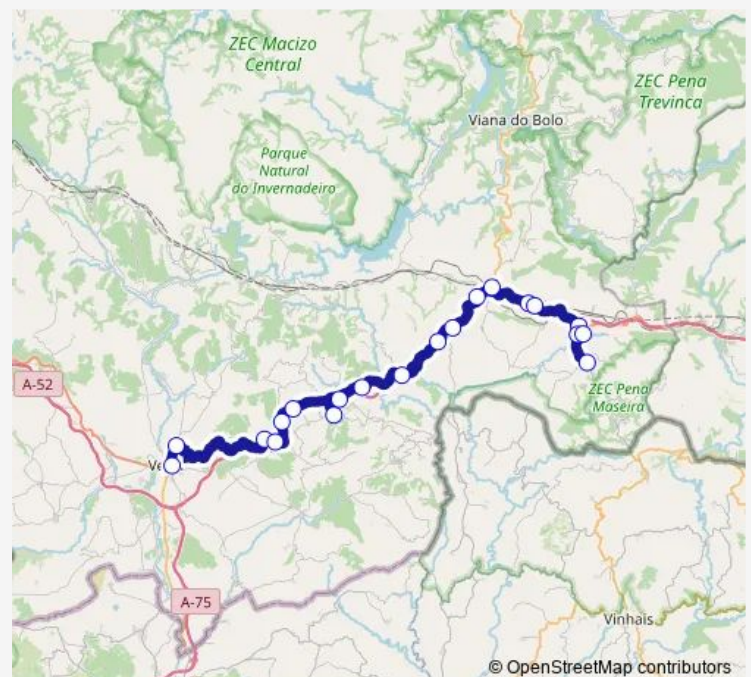 ZEC Macizo
Central
ZEC Pena
Trevinca
Viana do Bolo
Parque
Natural
do Invernadeiro
A-52
ZEC Pena
Maseira
Ve
A-75
Vinhais
© OpenStreetMap contributors